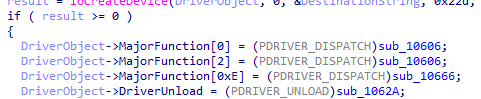 result = IoCreateDevice(DriverObject, 0, &DestinationString, 0x22u,
if ( result >= 0 )
{
DriverObject->MajorFunction[0] = (PDRIVER_DISPATCH)sub_10606;
DriverObject->MajorFunction[2] = (PDRIVER_DISPATCH)sub_10606;
DriverObject->MajorFunction[0xE] = (PDRIVER_DISPATCH)sub_10666;
DriverObject->DriverUnload = (PDRIVER_UNLOAD)sub_1062A;